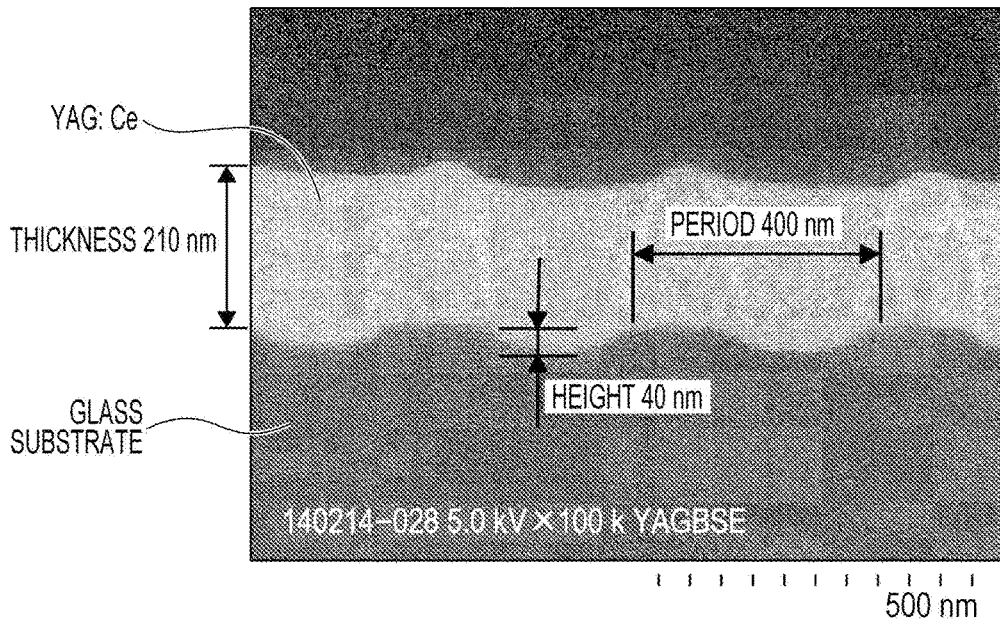 YAG: Ce
THICKNESS 210 nm
PERIOD 400 nm
HEIGHT 40 nm
GLASS
SUBSTRATE
140214-028 5.0 kV×100 k YAGBSE
500 nm